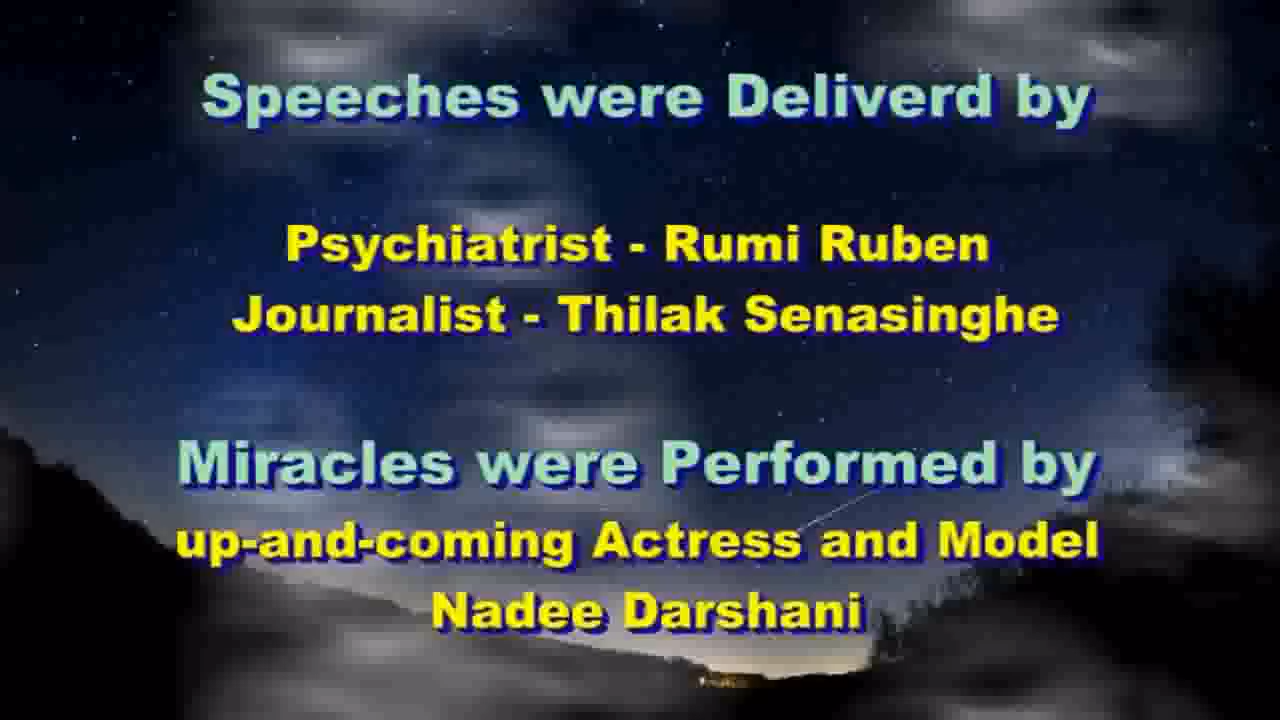 Speeches were Deliverd by
Psychiatrist - Rumi Ruben
Journalist - Thilak Senasinghe
Miracles were Performed by
up-and-coming Actress and Model
Nadee Darshani